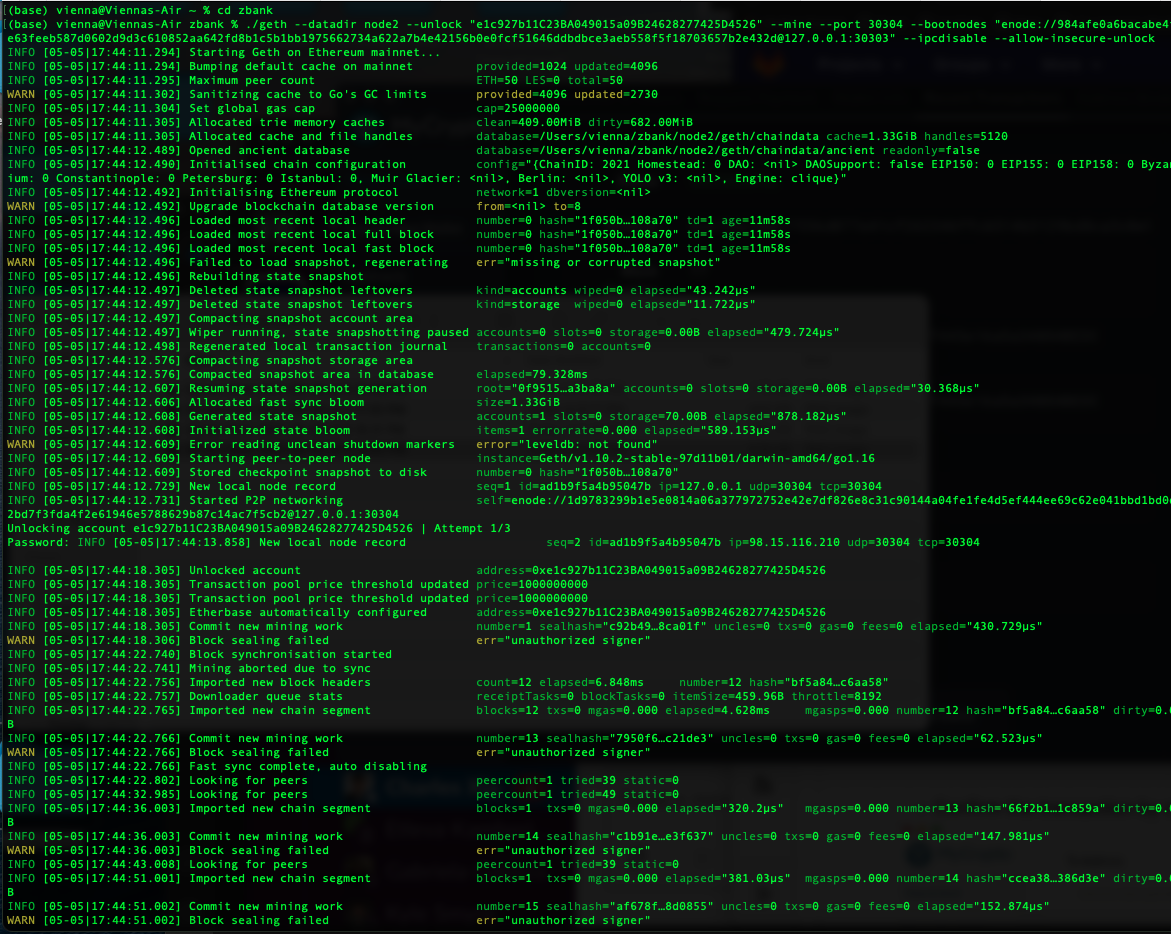 (base) vienna@Viennas-Air ~ % cd zbank
(base) vienna@Viennas-Air zbank % ./geth --datadir node2 --unlock "e1c927b11C23BA049015a09B24628277425D4526" --mine --port 30304 --bootnodes "enode://984afe0a6bacabe4
e63feeb587d0602d9d3c610852aa642fd8b1c5b1bb1975662734a622a7b4e42156b0e0fcf51646ddbdbce3aeb558f5f18703657b2e432d@127.0.0.1:30303" --ipcdisable --allow-insecure-unlock
INFO [05-05|17:44:11.294] Starting Geth on Ethereum mainnet...
INFO [05-05|17:44:11.294] Bumping default cache on mainnet provided=1024 updated=4096
INFO [05-05|17:44:11.295] Maximum peer count ETH=50 LES=0 total=50
WARN [05-05|17:44:11.302] Sanitizing cache to Go's GC limits provided=4096 updated=2730
INFO [05-05|17:44:11.304] Set global gas cap cap=25000000
INFO [05-05|17:44:11.305] Allocated trie memory caches clean=409.00MiB dirty=682.00MiB
INFO [05-05|17:44:11.305] Allocated cache and file handles database=/Users/vienna/zbank/node2/geth/chaindata cache=1.33GiB handles=5120
INFO [05-05|17:44:12.489] Opened ancient database database=/Users/vienna/zbank/node2/geth/chaindata/ancient readonly=false
INFO [05-05|17:44:12.490] Initialised chain configuration config="{ChainID: 2021 Homestead: 0 DAO: <nil> DAOSupport: false EIP150: 0 EIP155: 0 EIP158: 0 Byzan
ium: 0 Constantinople: 0 Petersburg: 0 Istanbul: 0, Muir Glacier: <nil>, Berlin: <nil>, YOLO v3: <nil>, Engine: clique}"
INFO [05-05|17:44:12.492] Initialising Ethereum protocol network=1 dbversion=<nil>
WARN [05-05|17:44:12.492] Upgrade blockchain database version from=<nil> to=8
INFO [05-05|17:44:12.496] Loaded most recent local header number=0 hash="1f050b…108a70" td=1 age=11m58s
INFO [05-05|17:44:12.496] Loaded most recent local full block number=0 hash="1f050b…108a70" td=1 age=11m58s
INFO [05-05|17:44:12.496] Loaded most recent local fast block number=0 hash="1f050b…108a70" td=1 age=11m58s
WARN [05-05|17:44:12.496] Failed to load snapshot, regenerating err="missing or corrupted snapshot"
INFO [05-05|17:44:12.496] Rebuilding state snapshot
INFO [05-05|17:44:12.497] Deleted state snapshot leftovers kind=accounts wiped=0 elapsed="43.242µs"
INFO [05-05|17:44:12.497] Deleted state snapshot leftovers kind=storage wiped=0 elapsed="11.722µs"
INFO [05-05|17:44:12.497] Compacting snapshot account area
INFO [05-05|17:44:12.497] Wiper running, state snapshotting paused accounts=0 slots=0 storage=0.00B elapsed="479.724µs"
INFO [05-05|17:44:12.498] Regenerated local transaction journal transactions=0 accounts=0
INFO [05-05|17:44:12.576] Compacting snapshot storage area
INFO [05-05|17:44:12.576] Compacted snapshot area in database elapsed=79.328ms
INFO [05-05|17:44:12.607] Resuming state snapshot generation root="0f9515…a3ba8a" accounts=0 slots=0 storage=0.00B elapsed="30.368µs"
INFO [05-05|17:44:12.606] Allocated fast sync bloom size=1.33GiB
INFO [05-05|17:44:12.608] Generated state snapshot accounts=1 slots=0 storage=70.00B elapsed="878.182µs"
INFO [05-05|17:44:12.608] Initialized state bloom items=1 errorrate=0.000 elapsed="589.153µs"
WARN [05-05|17:44:12.609] Error reading unclean shutdown markers error="leveldb: not found"
INFO [05-05|17:44:12.609] Starting peer-to-peer node instance=Geth/v1.10.2-stable-97d11b01/darwin-amd64/go1.16
INFO [05-05|17:44:12.609] Stored checkpoint snapshot to disk number=0 hash="1f050b…108a70"
INFO [05-05|17:44:12.729] New local node record seq=1 id=ad1b9f5a4b95047b ip=127.0.0.1 udp=30304 tcp=30304
INFO [05-05|17:44:12.731] Started P2P networking self=enode://1d9783299b1e5e0814a06a377972752e42e7df826e8c31c90144a04fe1fe4d5ef444ee69c62e041bbd1bd0c
2bd7f3fda4f2e61946e5788629b87c14ac7f5cb2@127.0.0.1:30304
Unlocking account e1c927b11C23BA049015a09B24628277425D4526 | Attempt 1/3
Password: INFO [05-05|17:44:13.858] New local node record seq=2 id=ad1b9f5a4b95047b ip=98.15.116.210 udp=30304 tcp=30304
INFO [05-05|17:44:18.305] Unlocked account address=0xe1c927b11C23BA049015a09B24628277425D4526
INFO [05-05|17:44:18.305] Transaction pool price threshold updated price=1000000000
INFO [05-05|17:44:18.305] Transaction pool price threshold updated price=1000000000
INFO [05-05|17:44:18.305] Etherbase automatically configured address=0xe1c927b11C23BA049015a09B24628277425D4526
INFO [05-05|17:44:18.305] Commit new mining work number=1 sealhash="c92b49…8ca01f" uncles=0 txs=0 gas=0 fees=0 elapsed="430.729µs"
WARN [05-05|17:44:18.306] Block sealing failed err="unauthorized signer"
INFO [05-05|17:44:22.740] Block synchronisation started
INFO [05-05|17:44:22.741] Mining aborted due to sync
INFO [05-05|17:44:22.756] Imported new block headers count=12 elapsed=6.848ms number=12 hash="bf5a84…c6aa58"
INFO [05-05|17:44:22.757] Downloader queue stats receiptTasks=0 blockTasks=0 itemSize=459.96B throttle=8192
INFO [05-05|17:44:22.765] Imported new chain segment blocks=12 txs=0 mgas=0.000 elapsed=4.628ms mgasps=0.000 number=12 hash="bf5a84…c6aa58" dirty=0.0
B
INFO [05-05|17:44:22.766] Commit new mining work number=13 sealhash="7950f6…c21de3" uncles=0 txs=0 gas=0 fees=0 elapsed="62.523µs"
WARN [05-05|17:44:22.766] Block sealing failed err="unauthorized signer"
INFO [05-05|17:44:22.766] Fast sync complete, auto disabling
INFO [05-05|17:44:22.802] Looking for peers peercount=1 tried=39 static=0
INFO [05-05|17:44:32.985] Looking for peers peercount=1 tried=49 static=0
INFO [05-05|17:44:36.003] Imported new chain segment blocks=1 txs=0 mgas=0.000 elapsed="320.2µs" mgasps=0.000 number=13 hash="66f2b1…1c859a" dirty=0.0
B
INFO [05-05|17:44:36.003] Commit new mining work number=14 sealhash="c1b91e…e3f637" uncles=0 txs=0 gas=0 fees=0 elapsed="147.981µs"
WARN [05-05|17:44:36.003] Block sealing failed err="unauthorized signer"
INFO [05-05|17:44:43.008] Looking for peers peercount=1 tried=39 static=0
INFO [05-05|17:44:51.001] Imported new chain segment blocks=1 txs=0 mgas=0.000 elapsed="381.03µs" mgasps=0.000 number=14 hash="ccea38…386d3e" dirty=0.0
B
INFO [05-05|17:44:51.002] Commit new mining work number=15 sealhash="af678f…8d0855" uncles=0 txs=0 gas=0 fees=0 elapsed="152.874µs"
WARN [05-05|17:44:51.002] Block sealing failed err="unauthorized signer"